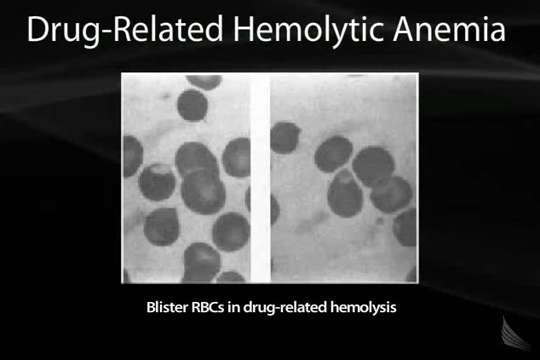 Drug-Related Hemolytic Anemia
Blister RBCs in drug-related hemolysis